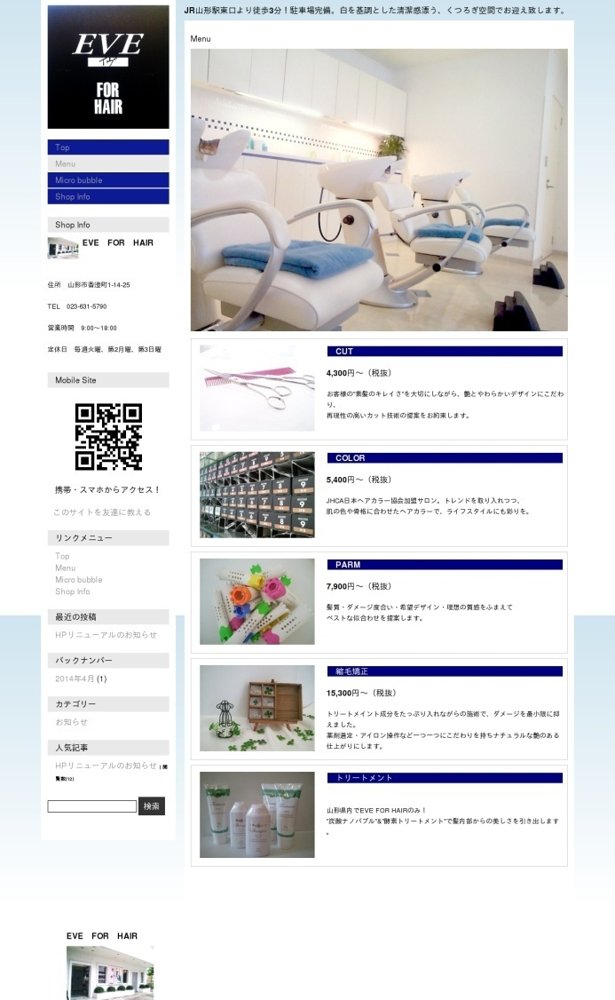 JR山形駅東口より徒歩3分！駐車場完備。白を基調とした清潔感漂う、くつろぎ空間でお迎え致します。
EVE
FOR
HAIR
Top
Menu
Micro bubble
Shop Info
Shop Info
EVE FOR HAIR
住所 山形市香澄町1-14-25
TEL 023-631-5790
営業時間 9:00～18:00
定休日 毎週火曜、第2月曜、第3日曜
Mobile Site
携帯・スマホからアクセス！
このサイトを友達に教える
リンクメニュー
Top
Menu
Micro bubble
Shop Info
最近の投稿
HPリニューアルのお知らせ
バックナンバー
2014年4月 (1)
カテゴリー
お知らせ
人気記事
HPリニューアルのお知らせ | 閲
覧数(12)
検索
EVE FOR HAIR
Menu
CUT
4,300円～（税抜）
お客様の"素髪のキレイさ"を大切にしながら、艶とやわらかいデザインにこだわ
り、
再現性の高いカット技術の提案をお約束します。
COLOR
5,400円～（税抜）
JHCA日本ヘアカラー協会加盟サロン。トレンドを取り入れつつ、
肌の色や骨格に合わせたヘアカラーで、ライフスタイルにも彩りを。
PARM
7,900円～（税抜）
髪質・ダメージ度合い・希望デザイン・理想の質感をふまえて
ベストな似合わせを提案します。
縮毛矯正
15,300円～（税抜）
トリートメイント成分をたっぷり入れながらの施術で、ダメージを最小限に抑
えました。
薬剤選定・アイロン操作など一つ一つにこだわりを持ちナチュラルな艶のある
仕上がりにします。
トリートメント
山形県内でEVE FOR HAIRのみ！
"炭酸ナノバブル"&"酵素トリートメント"で髪内部からの美しさを引き出します
。